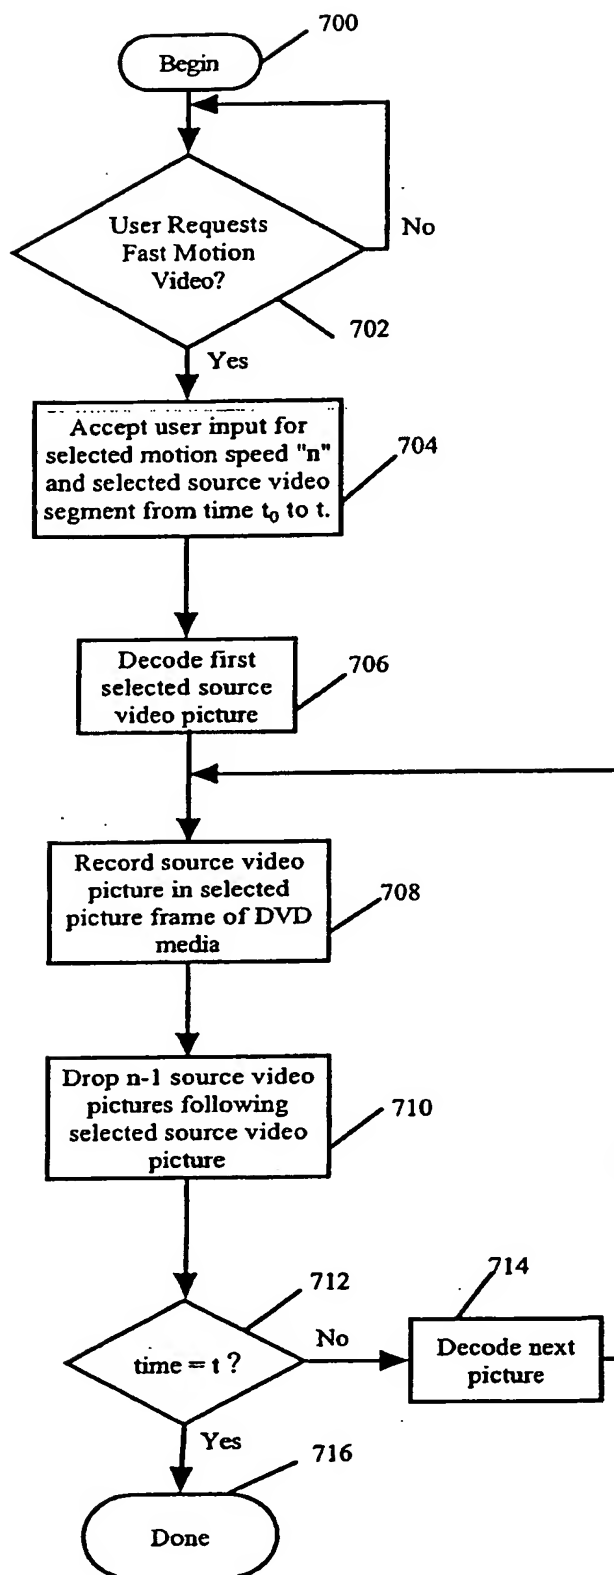 700
Begin
No
User Requests
Fast Motion
Video?
702
Yes
Accept user input for
selected motion speed "n"
and selected source video
segment from time t₀ to t.
704
Decode first
selected source
video picture
706
Record source video
picture in selected
picture frame of DVD
media
708
Drop n-1 source video
pictures following
selected source video
picture
710
712
time = t ?
No
714
Decode next
picture
Yes
716
Done